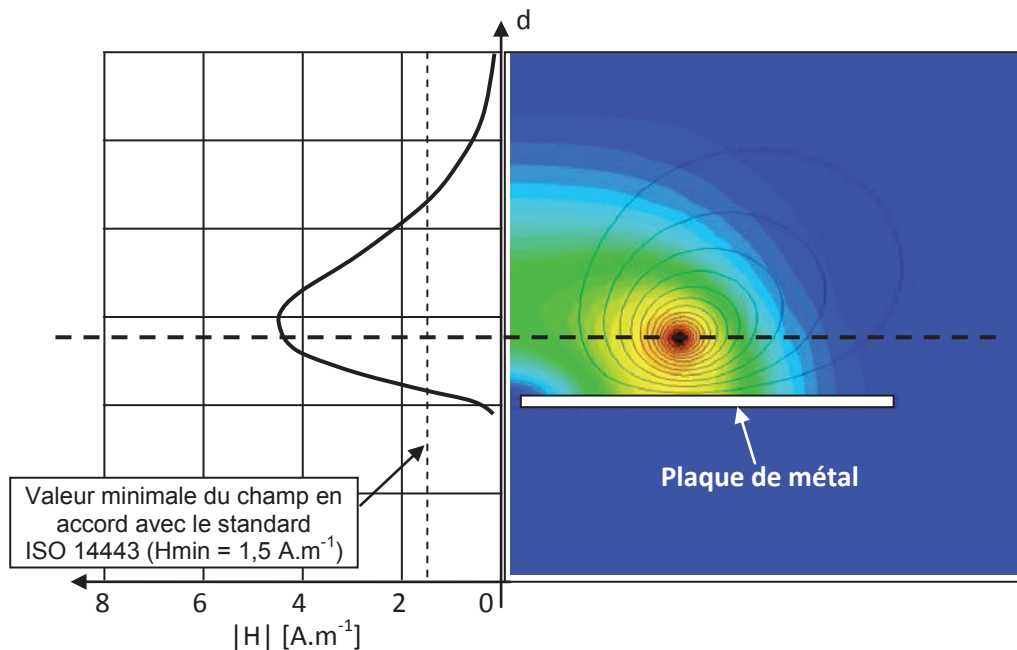 d
Plaque de métal
Valeur minimale du champ en
accord avec le standard
ISO 14443 (Hmin = 1,5 A.m⁻¹)
8 6 4 2 0
|H| [A.m⁻¹]